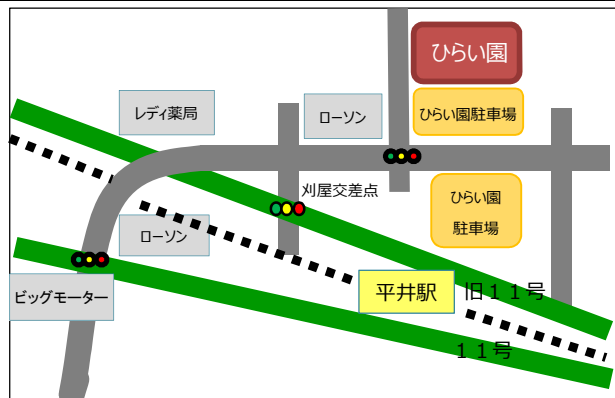 ひらい園
レディ薬局
ローソン
ひらい園駐車場
刈屋交差点
ひらい園
駐車場
ローソン
ビッグモーター
平井駅
旧１１号
１１号